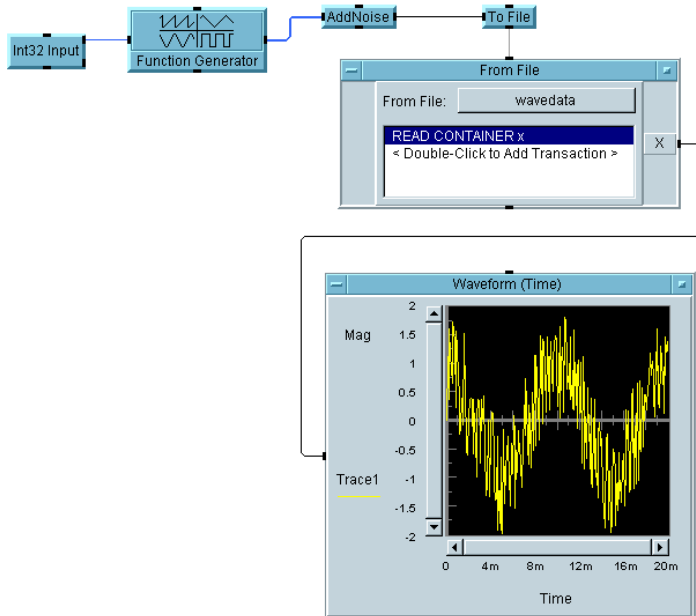 AddNoise
To File
Int32 Input
Function Generator
From File
From File:
wavedata
READ CONTAINER x
< Double-Click to Add Transaction >
X
Waveform (Time)
Mag
2
1.5
1
0.5
0
-0.5
-1
-1.5
-2
Trace1
0 4m 8m 12m 16m 20m
Time